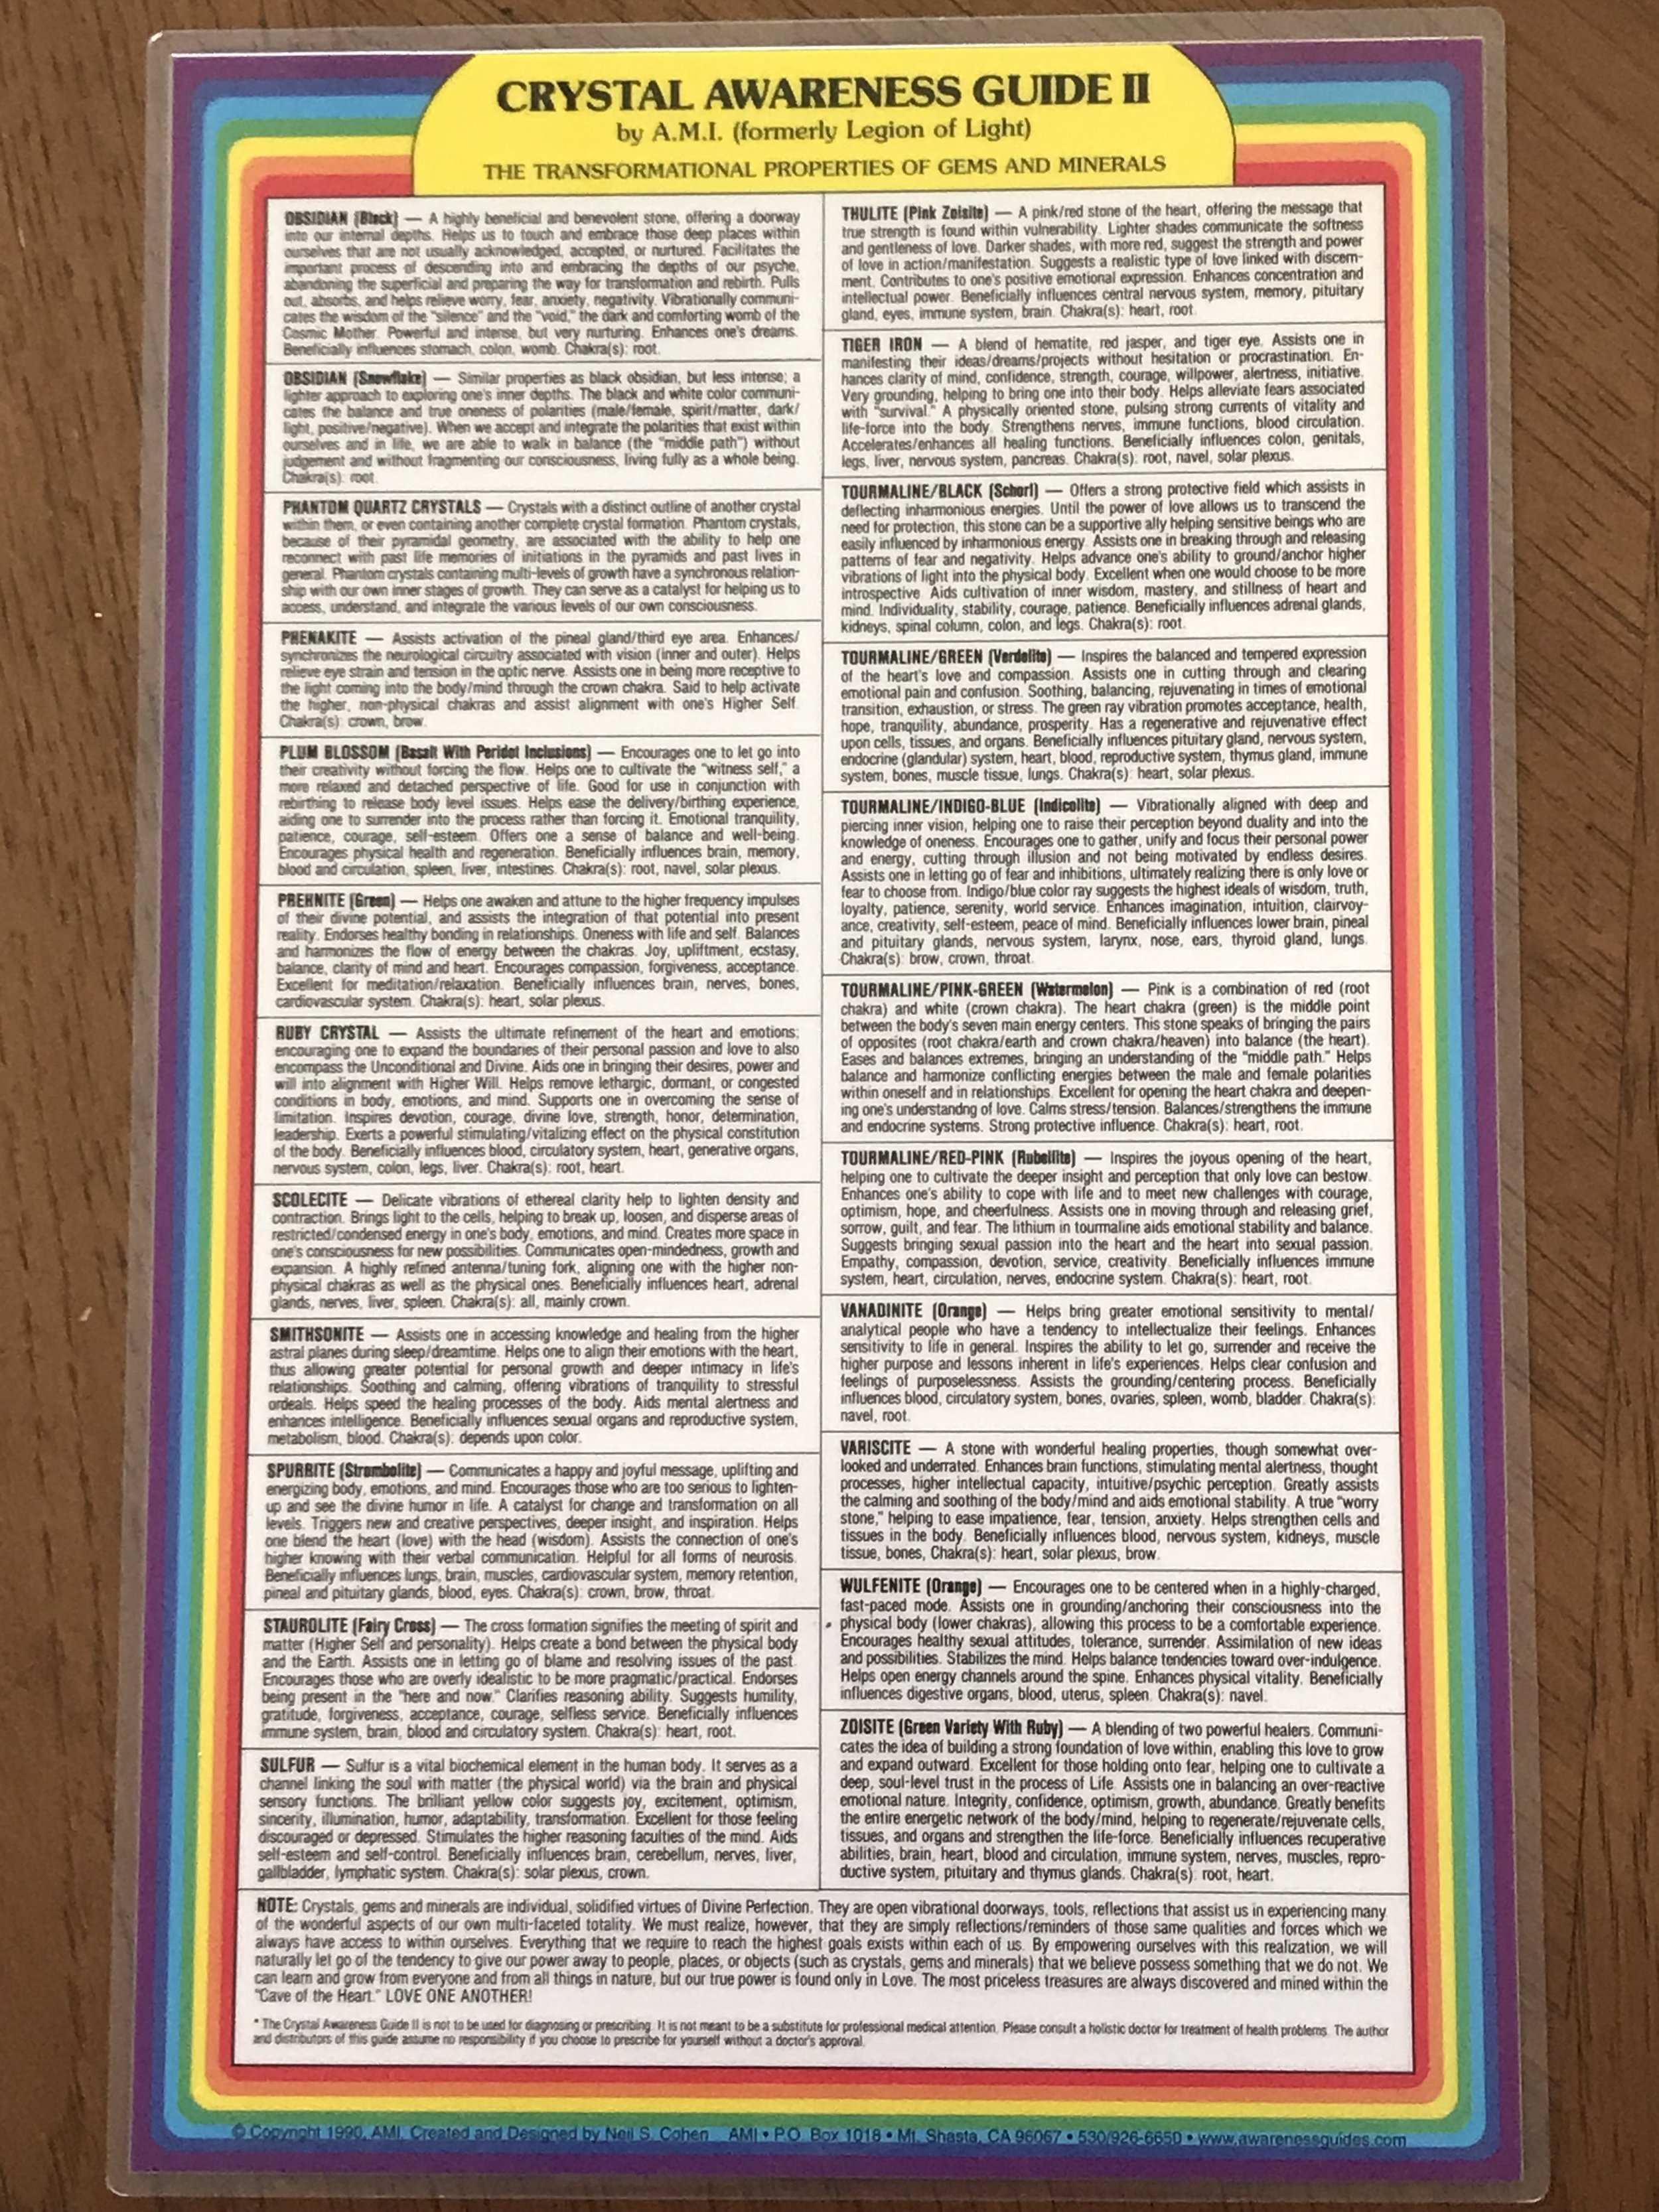 CRYSTAL AWARENESS GUIDE II
by A.M.I. (formerly Legion of Light)
THE TRANSFORMATIONAL PROPERTIES OF GEMS AND MINERALS
OBSIDIAN (Black) — A highly beneficial and benevolent stone, offering a doorway
into our internal depths. Helps us to touch and embrace those deep places within
ourselves that are not usually acknowledged, accepted, or nurtured. Facilitates the
important process of descending into and embracing the depths of our psyche,
abandoning the superficial and preparing the way for transformation and rebirth. Pulls
out, absorbs, and helps relieve worry, fear, anxiety, negativity. Vibrationally communi-
cates the wisdom of the "silence" and the "void," the dark and comforting womb of the
Cosmic Mother. Powerful and intense, but very nurturing. Enhances one's dreams.
Beneficially influences stomach, colon, womb. Chakra(s): root.
OBSIDIAN (Snowflake) — Similar properties as black obsidian, but less intense; a
lighter approach to exploring one's inner depths. The black and white color communi-
cates the balance and true oneness of polarities (male/female, spirit/matter, dark/
light, positive/negative). When we accept and integrate the polarities that exist within
ourselves and in life, we are able to walk in balance (the "middle path") without
judgement and without fragmenting our consciousness, living fully as a whole being.
Chakra(s): root.
PHANTOM QUARTZ CRYSTALS — Crystals with a distinct outline of another crystal
within them, or even containing another complete crystal formation. Phantom crystals,
because of their pyramidal geometry, are associated with the ability to help one
reconnect with past life memories of initiations in the pyramids and past lives in
general. Phantom crystals containing multi-levels of growth have a synchronous relation-
ship with our own inner stages of growth. They can serve as a catalyst for helping us to
access, understand, and integrate the various levels of our own consciousness.
PHENAKITE — Assists activation of the pineal gland/third eye area. Enhances/
synchronizes the neurological circuitry associated with vision (inner and outer). Helps
relieve eye strain and tension in the optic nerve. Assists one in being more receptive to
the light coming into the body/mind through the crown chakra. Said to help activate
the higher, non-physical chakras and assist alignment with one's Higher Self.
Chakra(s): crown, brow.
PLUM BLOSSOM (Basalt With Peridot Inclusions) — Encourages one to let go into
their creativity without forcing the flow. Helps one to cultivate the "witness self," a
more relaxed and detached perspective of life. Good for use in conjunction with
rebirthing to release body level issues. Helps ease the delivery/birthing experience,
aiding one to surrender into the process rather than forcing it. Emotional tranquility,
patience, courage, self-esteem. Offers one a sense of balance and well-being.
Encourages physical health and regeneration. Beneficially influences brain, memory,
blood and circulation, spleen, liver, intestines. Chakra(s): root, navel, solar plexus.
PREHNITE (Green) — Helps one awaken and attune to the higher frequency impulses
of their divine potential, and assists the integration of that potential into present
reality. Endorses healthy bonding in relationships. Oneness with life and self. Balances
and harmonizes the flow of energy between the chakras. Joy, upliftment, ecstasy,
balance, clarity of mind and heart. Encourages compassion, forgiveness, acceptance.
Excellent for meditation/relaxation. Beneficially influences brain, nerves, bones,
cardiovascular system. Chakra(s): heart, solar plexus.
RUBY CRYSTAL — Assists the ultimate refinement of the heart and emotions;
encouraging one to expand the boundaries of their personal passion and love to also
encompass the Unconditional and Divine. Aids one in bringing their desires, power and
will into alignment with Higher Will. Helps remove lethargic, dormant, or congested
conditions in body, emotions, and mind. Supports one in overcoming the sense of
limitation. Inspires devotion, courage, divine love, strength, honor, determination,
leadership. Exerts a powerful stimulating/vitalizing effect on the physical constitution
of the body. Beneficially influences blood, circulatory system, heart, generative organs,
nervous system, colon, legs, liver. Chakra(s): root, heart.
SCOLECITE — Delicate vibrations of ethereal clarity help to lighten density and
contraction. Brings light to the cells, helping to break up, loosen, and disperse areas of
restricted/condensed energy in one's body, emotions, and mind. Creates more space in
one's consciousness for new possibilities. Communicates open-mindedness, growth and
expansion. A highly refined antenna/tuning fork, aligning one with the higher non-
physical chakras as well as the physical ones. Beneficially influences heart, adrenal
glands, nerves, liver, spleen. Chakra(s): all, mainly crown.
SMITHSONITE — Assists one in accessing knowledge and healing from the higher
astral planes during sleep/dreamtime. Helps one to align their emotions with the heart,
thus allowing greater potential for personal growth and deeper intimacy in life's
relationships. Soothing and calming, offering vibrations of tranquility to stressful
ordeals. Helps speed the healing processes of the body. Aids mental alertness and
enhances intelligence. Beneficially influences sexual organs and reproductive system,
metabolism, blood. Chakra(s): depends upon color.
SPURRITE (Strombolite) — Communicates a happy and joyful message, uplifting and
energizing body, emotions, and mind. Encourages those who are too serious to lighten-
up and see the divine humor in life. A catalyst for change and transformation on all
levels. Triggers new and creative perspectives, deeper insight, and inspiration. Helps
one blend the heart (love) with the head (wisdom). Assists the connection of one's
higher knowing with their verbal communication. Helpful for all forms of neurosis.
Beneficially influences lungs, brain, muscles, cardiovascular system, memory retention,
pineal and pituitary glands, blood, eyes. Chakra(s): crown, brow, throat.
STAUROLITE (Fairy Cross) — The cross formation signifies the meeting of spirit and
matter (Higher Self and personality). Helps create a bond between the physical body
and the Earth. Assists one in letting go of blame and resolving issues of the past.
Encourages those who are overly idealistic to be more pragmatic/practical. Endorses
being present in the "here and now." Clarifies reasoning ability. Suggests humility,
gratitude, forgiveness, acceptance, courage, selfless service. Beneficially influences
immune system, brain, blood and circulatory system. Chakra(s): heart, root.
SULFUR — Sulfur is a vital biochemical element in the human body. It serves as a
channel linking the soul with matter (the physical world) via the brain and physical
sensory functions. The brilliant yellow color suggests joy, excitement, optimism,
sincerity, illumination, humor, adaptability, transformation. Excellent for those feeling
discouraged or depressed. Stimulates the higher reasoning faculties of the mind. Aids
self-esteem and self-control. Beneficially influences brain, cerebellum, nerves, liver,
gallbladder, lymphatic system. Chakra(s): solar plexus, crown.
THULITE (Pink Zoisite) — A pink/red stone of the heart, offering the message that
true strength is found within vulnerability. Lighter shades communicate the softness
and gentleness of love. Darker shades, with more red, suggest the strength and power
of love in action/manifestation. Suggests a realistic type of love linked with discern-
ment. Contributes to one's positive emotional expression. Enhances concentration and
intellectual power. Beneficially influences central nervous system, memory, pituitary
gland, eyes, immune system, brain. Chakra(s): heart, root.
TIGER IRON — A blend of hematite, red jasper, and tiger eye. Assists one in
manifesting their ideas/dreams/projects without hesitation or procrastination. En-
hances clarity of mind, confidence, strength, courage, willpower, alertness, initiative.
Very grounding, helping to bring one into their body. Helps alleviate fears associated
with "survival." A physically oriented stone, pulsing strong currents of vitality and
life-force into the body. Strengthens nerves, immune functions, blood circulation.
Accelerates/enhances all healing functions. Beneficially influences colon, genitals,
legs, liver, nervous system, pancreas. Chakra(s): root, navel, solar plexus.
TOURMALINE/BLACK (Schorl) — Offers a strong protective field which assists in
deflecting inharmonious energies. Until the power of love allows us to transcend the
need for protection, this stone can be a supportive ally helping sensitive beings who are
easily influenced by inharmonious energy. Assists one in breaking through and releasing
patterns of fear and negativity. Helps advance one's ability to ground/anchor higher
vibrations of light into the physical body. Excellent when one would choose to be more
introspective. Aids cultivation of inner wisdom, mastery, and stillness of heart and
mind. Individuality, stability, courage, patience. Beneficially influences adrenal glands,
kidneys, spinal column, colon, and legs. Chakra(s): root.
TOURMALINE/GREEN (Verdelite) — Inspires the balanced and tempered expression
of the heart's love and compassion. Assists one in cutting through and clearing
emotional pain and confusion. Soothing, balancing, rejuvenating in times of emotional
transition, exhaustion, or stress. The green ray vibration promotes acceptance, health,
hope, tranquility, abundance, prosperity. Has a regenerative and rejuvenative effect
upon cells, tissues, and organs. Beneficially influences pituitary gland, nervous system,
endocrine (glandular) system, heart, blood, reproductive system, thymus gland, immune
system, bones, muscle tissue, lungs. Chakra(s): heart, solar plexus.
TOURMALINE/INDIGO-BLUE (Indicolite) — Vibrationally aligned with deep and
piercing inner vision, helping one to raise their perception beyond duality and into the
knowledge of oneness. Encourages one to gather, unify and focus their personal power
and energy, cutting through illusion and not being motivated by endless desires.
Assists one in letting go of fear and inhibitions, ultimately realizing there is only love or
fear to choose from. Indigo/blue color ray suggests the highest ideals of wisdom, truth,
loyalty, patience, serenity, world service. Enhances imagination, intuition, clairvoy-
ance, creativity, self-esteem, peace of mind. Beneficially influences lower brain, pineal
and pituitary glands, nervous system, larynx, nose, ears, thyroid gland, lungs.
Chakra(s): brow, crown, throat.
TOURMALINE/PINK-GREEN (Watermelon) — Pink is a combination of red (root
chakra) and white (crown chakra). The heart chakra (green) is the middle point
between the body's seven main energy centers. This stone speaks of bringing the pairs
of opposites (root chakra/earth and crown chakra/heaven) into balance (the heart).
Eases and balances extremes, bringing an understanding of the "middle path." Helps
balance and harmonize conflicting energies between the male and female polarities
within oneself and in relationships. Excellent for opening the heart chakra and deepen-
ing one's understandng of love. Calms stress/tension. Balances/strengthens the immune
and endocrine systems. Strong protective influence. Chakra(s): heart, root.
TOURMALINE/RED-PINK (Rubellite) — Inspires the joyous opening of the heart,
helping one to cultivate the deeper insight and perception that only love can bestow.
Enhances one's ability to cope with life and to meet new challenges with courage,
optimism, hope, and cheerfulness. Assists one in moving through and releasing grief,
sorrow, guilt, and fear. The lithium in tourmaline aids emotional stability and balance.
Suggests bringing sexual passion into the heart and the heart into sexual passion.
Empathy, compassion, devotion, service, creativity. Beneficially influences immune
system, heart, circulation, nerves, endocrine system. Chakra(s): heart, root.
VANADINITE (Orange) — Helps bring greater emotional sensitivity to mental/
analytical people who have a tendency to intellectualize their feelings. Enhances
sensitivity to life in general. Inspires the ability to let go, surrender and receive the
higher purpose and lessons inherent in life's experiences. Helps clear confusion and
feelings of purposelessness. Assists the grounding/centering process. Beneficially
influences blood, circulatory system, bones, ovaries, spleen, womb, bladder. Chakra(s):
navel, root.
VARISCITE — A stone with wonderful healing properties, though somewhat over-
looked and underrated. Enhances brain functions, stimulating mental alertness, thought
processes, higher intellectual capacity, intuitive/psychic perception. Greatly assists
the calming and soothing of the body/mind and aids emotional stability. A true "worry
stone," helping to ease impatience, fear, tension, anxiety. Helps strengthen cells and
tissues in the body. Beneficially influences blood, nervous system, kidneys, muscle
tissue, bones, Chakra(s): heart, solar plexus, brow.
WULFENITE (Orange) — Encourages one to be centered when in a highly-charged,
fast-paced mode. Assists one in grounding/anchoring their consciousness into the
physical body (lower chakras), allowing this process to be a comfortable experience.
Encourages healthy sexual attitudes, tolerance, surrender. Assimilation of new ideas
and possibilities. Stabilizes the mind. Helps balance tendencies toward over-indulgence.
Helps open energy channels around the spine. Enhances physical vitality. Beneficially
influences digestive organs, blood, uterus, spleen. Chakra(s): navel.
ZOISITE (Green Variety With Ruby) — A blending of two powerful healers. Communi-
cates the idea of building a strong foundation of love within, enabling this love to grow
and expand outward. Excellent for those holding onto fear, helping one to cultivate a
deep, soul-level trust in the process of Life. Assists one in balancing an over-reactive
emotional nature. Integrity, confidence, optimism, growth, abundance. Greatly benefits
the entire energetic network of the body/mind, helping to regenerate/rejuvenate cells,
tissues, and organs and strengthen the life-force. Beneficially influences recuperative
abilities, brain, heart, blood and circulation, immune system, nerves, muscles, repro-
ductive system, pituitary and thymus glands. Chakra(s): root, heart.
NOTE: Crystals, gems and minerals are individual, solidified virtues of Divine Perfection. They are open vibrational doorways, tools, reflections that assist us in experiencing many
of the wonderful aspects of our own multi-faceted totality. We must realize, however, that they are simply reflections/reminders of those same qualities and forces which we
always have access to within ourselves. Everything that we require to reach the highest goals exists within each of us. By empowering ourselves with this realization, we will
naturally let go of the tendency to give our power away to people, places, or objects (such as crystals, gems and minerals) that we believe possess something that we do not. We
can learn and grow from everyone and from all things in nature, but our true power is found only in Love. The most priceless treasures are always discovered and mined within the
"Cave of the Heart." LOVE ONE ANOTHER!
* The Crystal Awareness Guide II is not to be used for diagnosing or prescribing. It is not meant to be a substitute for professional medical attention. Please consult a holistic doctor for treatment of health problems. The author
and distributors of this guide assume no responsibility if you choose to prescribe for yourself without a doctor's approval.
© Copyright 1990, AMI. Created and Designed by Neil S. Cohen AMI • P.O. Box 1018 • Mt. Shasta, CA 96067 • 530/926-6650 • www.awarenessguides.com